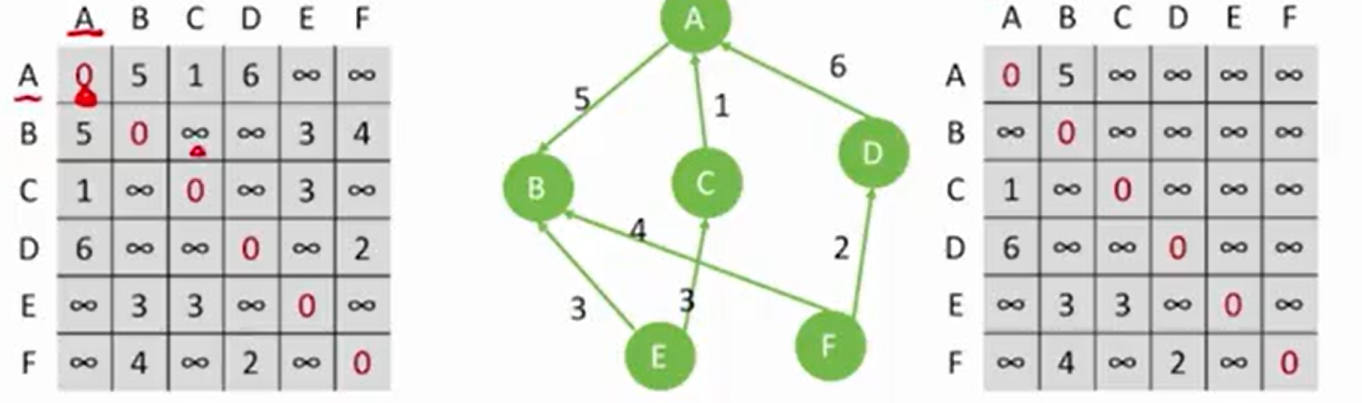 A B C D E F
A 0 5 1 6 ∞ ∞
B 5 0 ∞ ∞ 3 4
C 1 ∞ 0 ∞ 3 ∞
D 6 ∞ ∞ 0 ∞ 2
E ∞ 3 3 ∞ 0 ∞
F ∞ 4 ∞ 2 ∞ 0
A
6
5
1
D
B
C
4
2
3
3
E
F
A B C D E F
A 0 5 ∞ ∞ ∞ ∞
B ∞ 0 ∞ ∞ ∞ ∞
C 1 ∞ 0 ∞ ∞ ∞
D 6 ∞ ∞ 0 ∞ ∞
E ∞ 3 3 ∞ 0 ∞
F ∞ 4 ∞ 2 ∞ 0